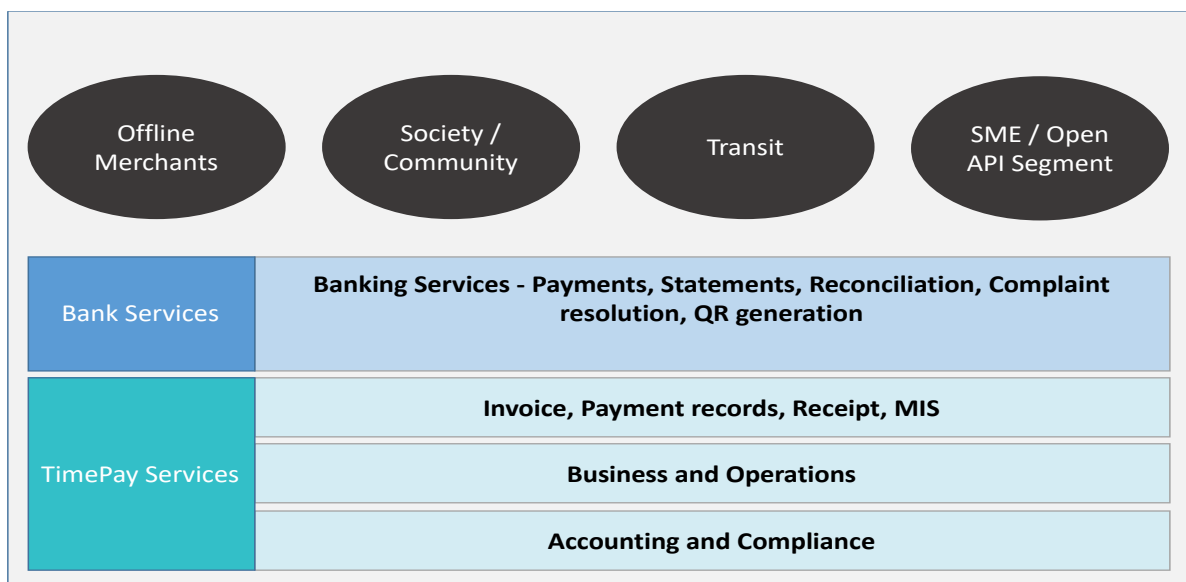 Offline
Merchants
Society /
Community
Transit
SME / Open
API Segment
Bank Services
Banking Services - Payments, Statements, Reconciliation, Complaint
resolution, QR generation
TimePay Services
Invoice, Payment records, Receipt, MIS
Business and Operations
Accounting and Compliance